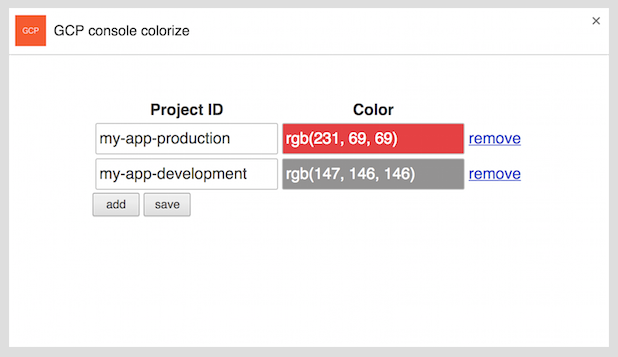 GCP GCP console colorize ×
Project ID Color
my-app-production rgb(231, 69, 69) remove
my-app-development rgb(147, 146, 146) remove
add save